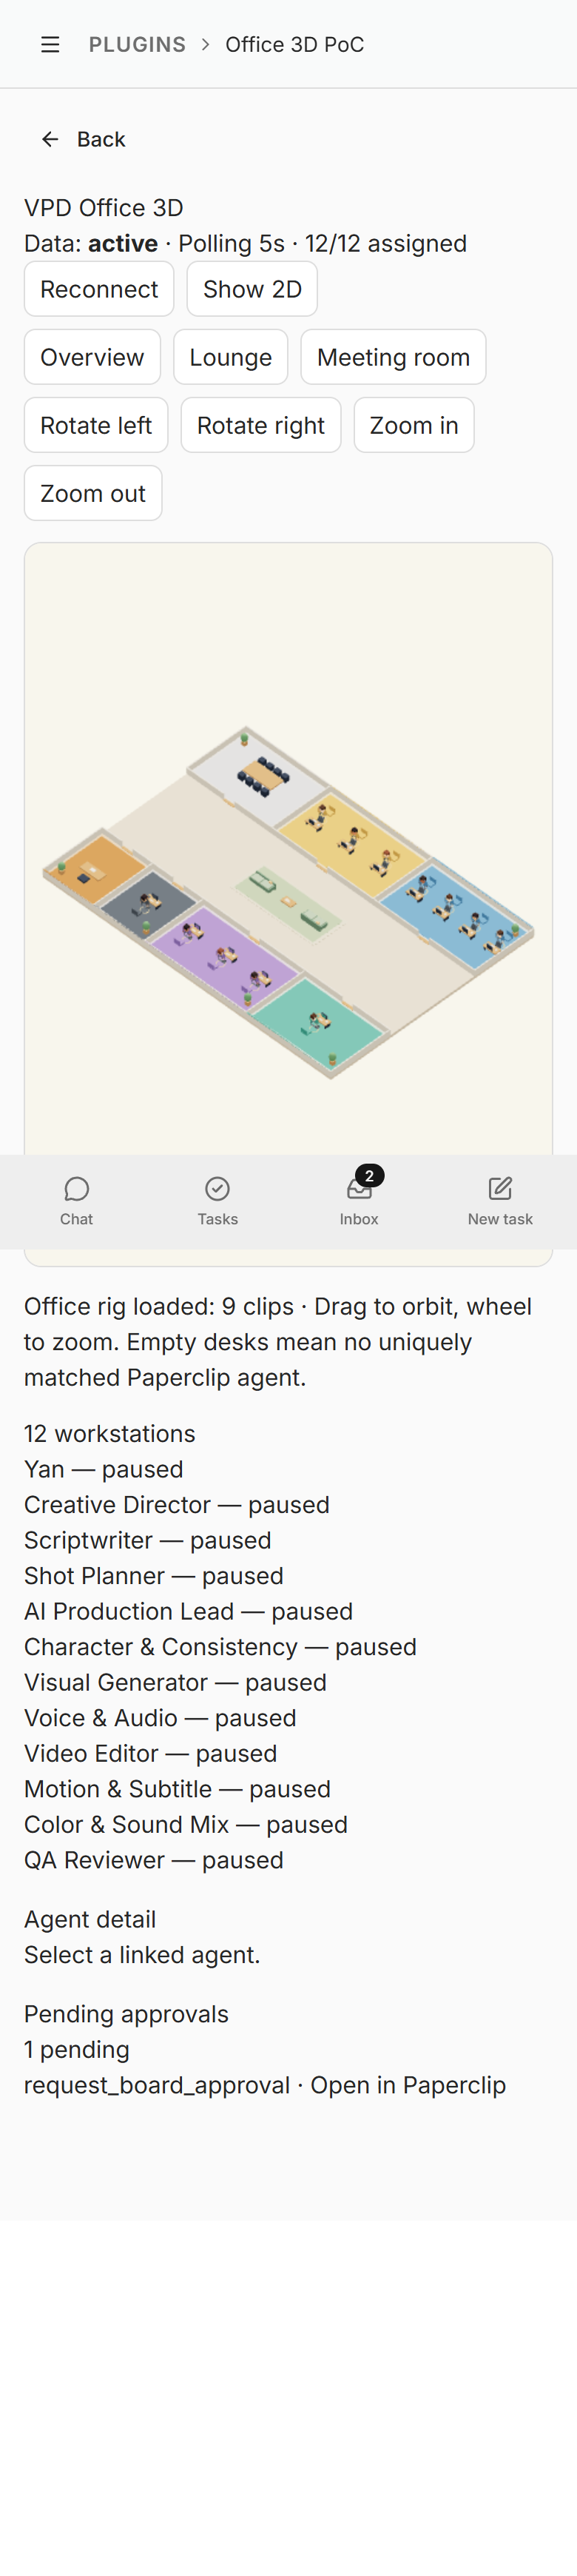 PLUGINS > Office 3D PoC
Back
VPD Office 3D
Data: active · Polling 5s · 12/12 assigned
Reconnect Show 2D
Overview Lounge Meeting room
Rotate left Rotate right Zoom in
Zoom out
2
Chat Tasks Inbox New task
Office rig loaded: 9 clips · Drag to orbit, wheel
to zoom. Empty desks mean no uniquely
matched Paperclip agent.
12 workstations
Yan — paused
Creative Director — paused
Scriptwriter — paused
Shot Planner — paused
AI Production Lead — paused
Character & Consistency — paused
Visual Generator — paused
Voice & Audio — paused
Video Editor — paused
Motion & Subtitle — paused
Color & Sound Mix — paused
QA Reviewer — paused
Agent detail
Select a linked agent.
Pending approvals
1 pending
request_board_approval · Open in Paperclip